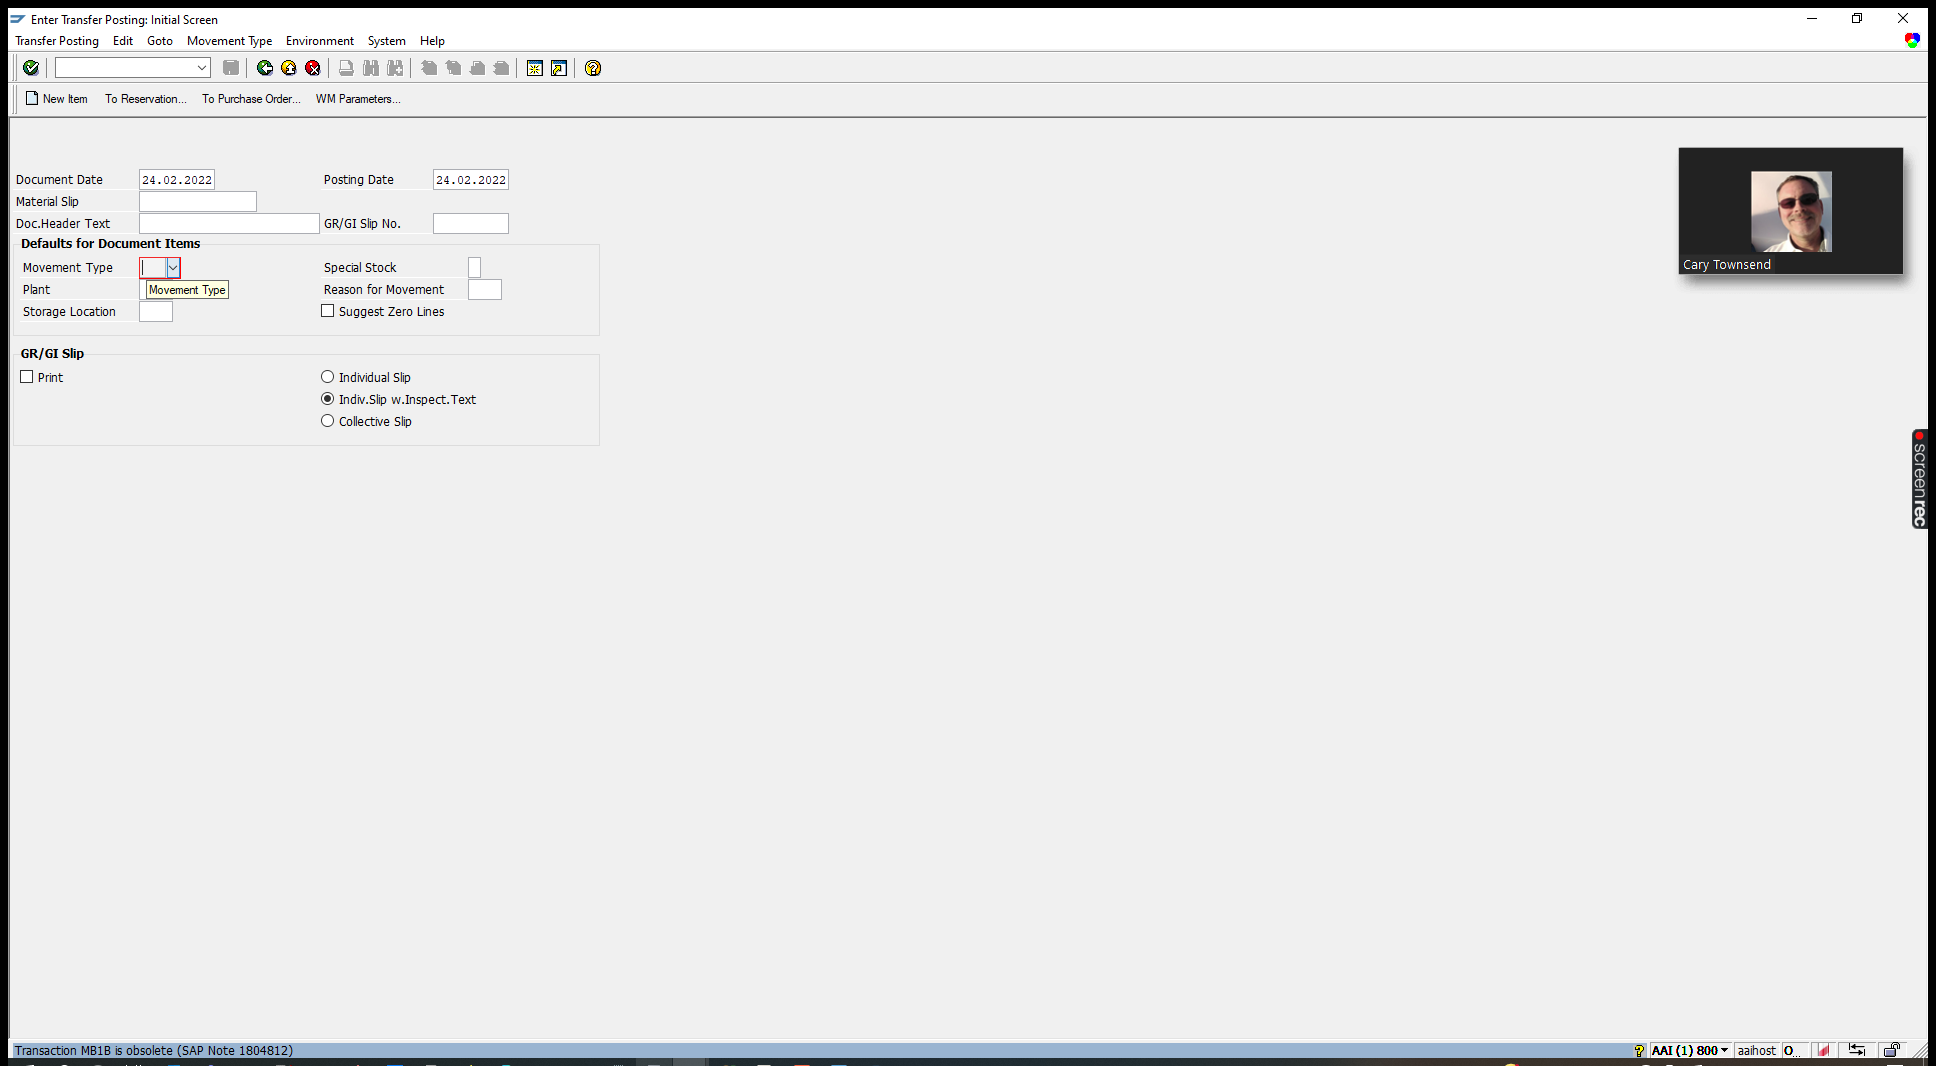 Enter Transfer Posting: Initial Screen
Transfer Posting Edit Goto Movement Type Environment System Help
New Item To Reservation... To Purchase Order... WM Parameters...
Document Date 24.02.2022 Posting Date 24.02.2022
Material Slip
Doc.Header Text GR/GI Slip No.
Defaults for Document Items
Movement Type Special Stock
Plant Movement Type Reason for Movement
Storage Location Suggest Zero Lines
GR/GI Slip
Print Individual Slip
Indiv.Slip w.Inspect.Text
Collective Slip
Cary Townsend
screenrec
Transaction MB1B is obsolete (SAP Note 1804812) AAI (1) 800 aaihost O...